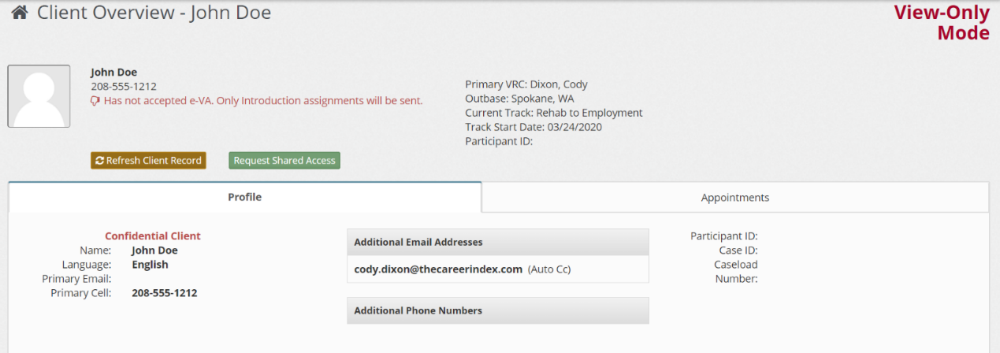 Client Overview - John Doe
View-Only
Mode
John Doe
208-555-1212
Has not accepted e-VA. Only Introduction assignments will be sent.
Primary VRC: Dixon, Cody
Outbase: Spokane, WA
Current Track: Rehab to Employment
Track Start Date: 03/24/2020
Participant ID:
Refresh Client Record
Request Shared Access
Profile
Appointments
Confidential Client
Name: John Doe
Language: English
Primary Email:
Primary Cell: 208-555-1212
Additional Email Addresses
cody.dixon@thecareerindex.com (Auto Cc)
Additional Phone Numbers
Participant ID:
Case ID:
Caseload
Number: